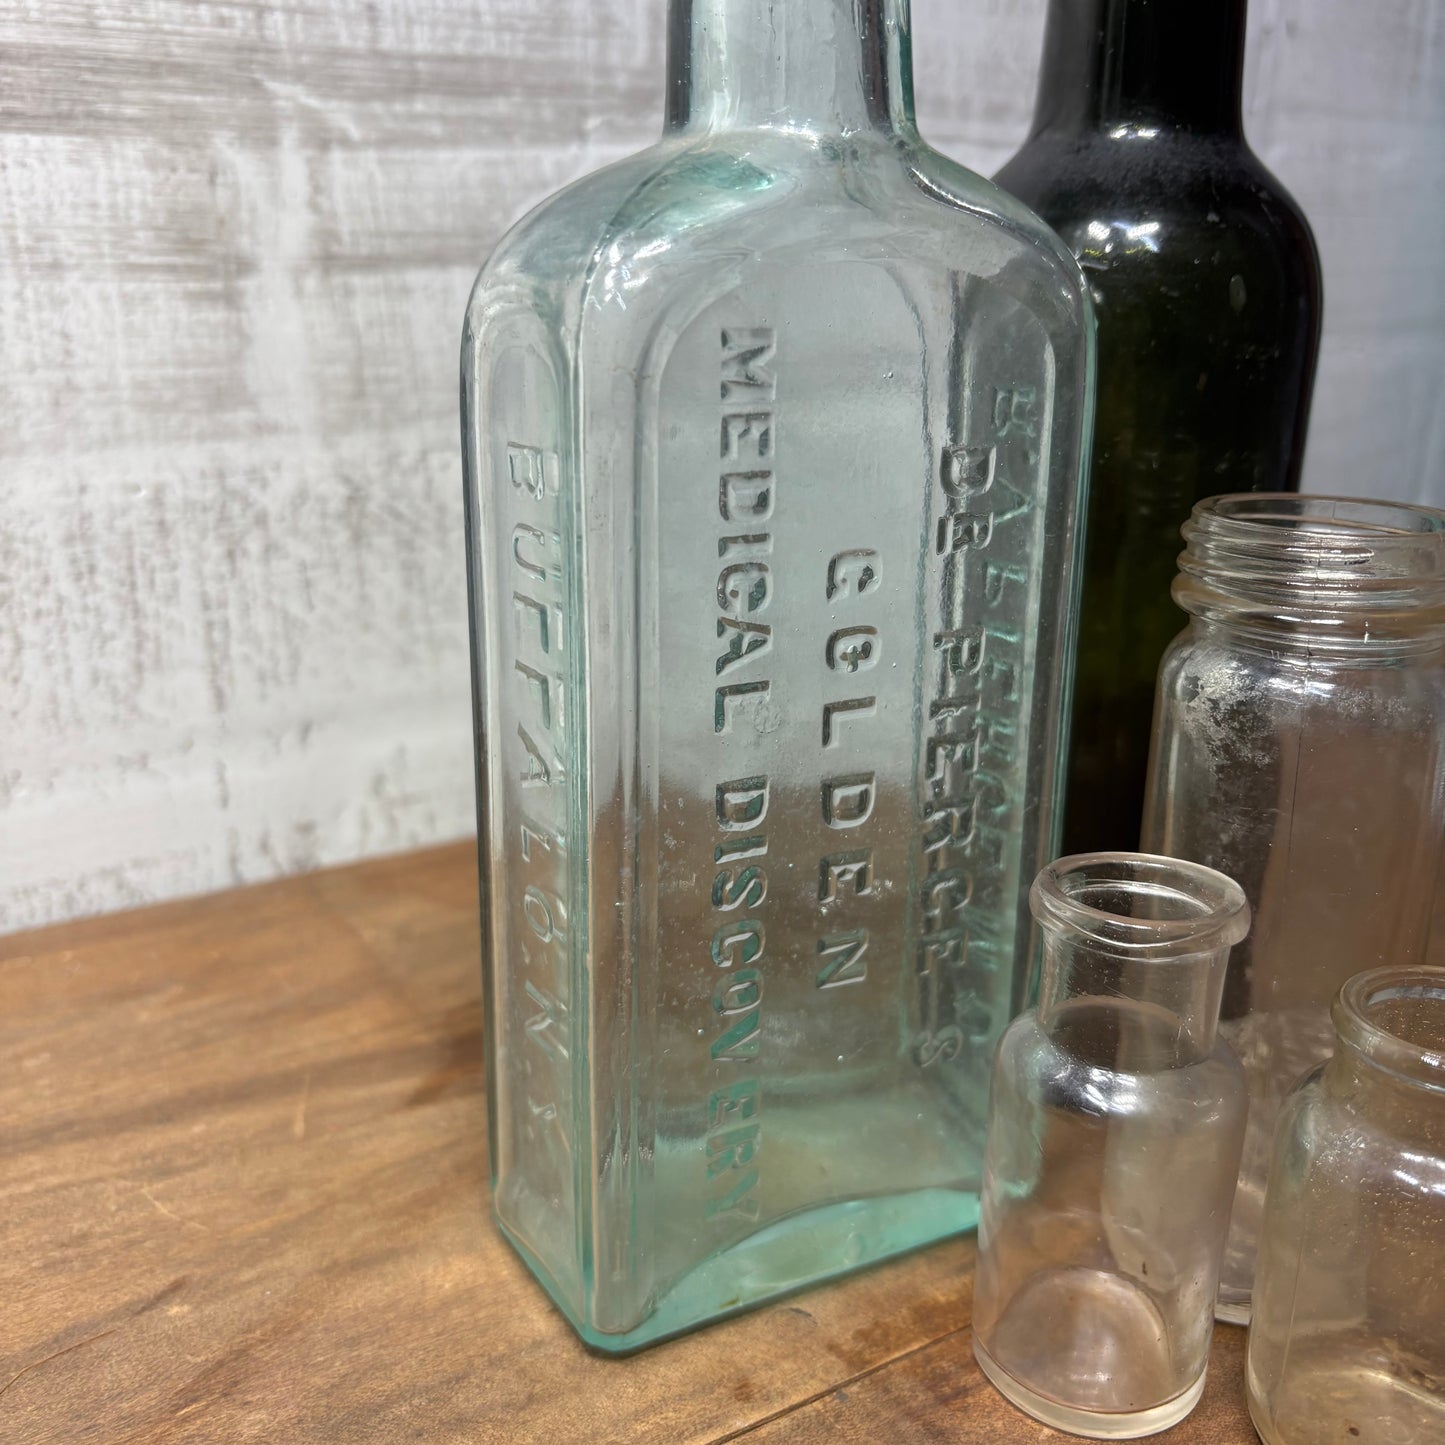 DR PIERCE'S
GOLDEN
MEDICAL DISCOVERY
BUFFALO. N.Y